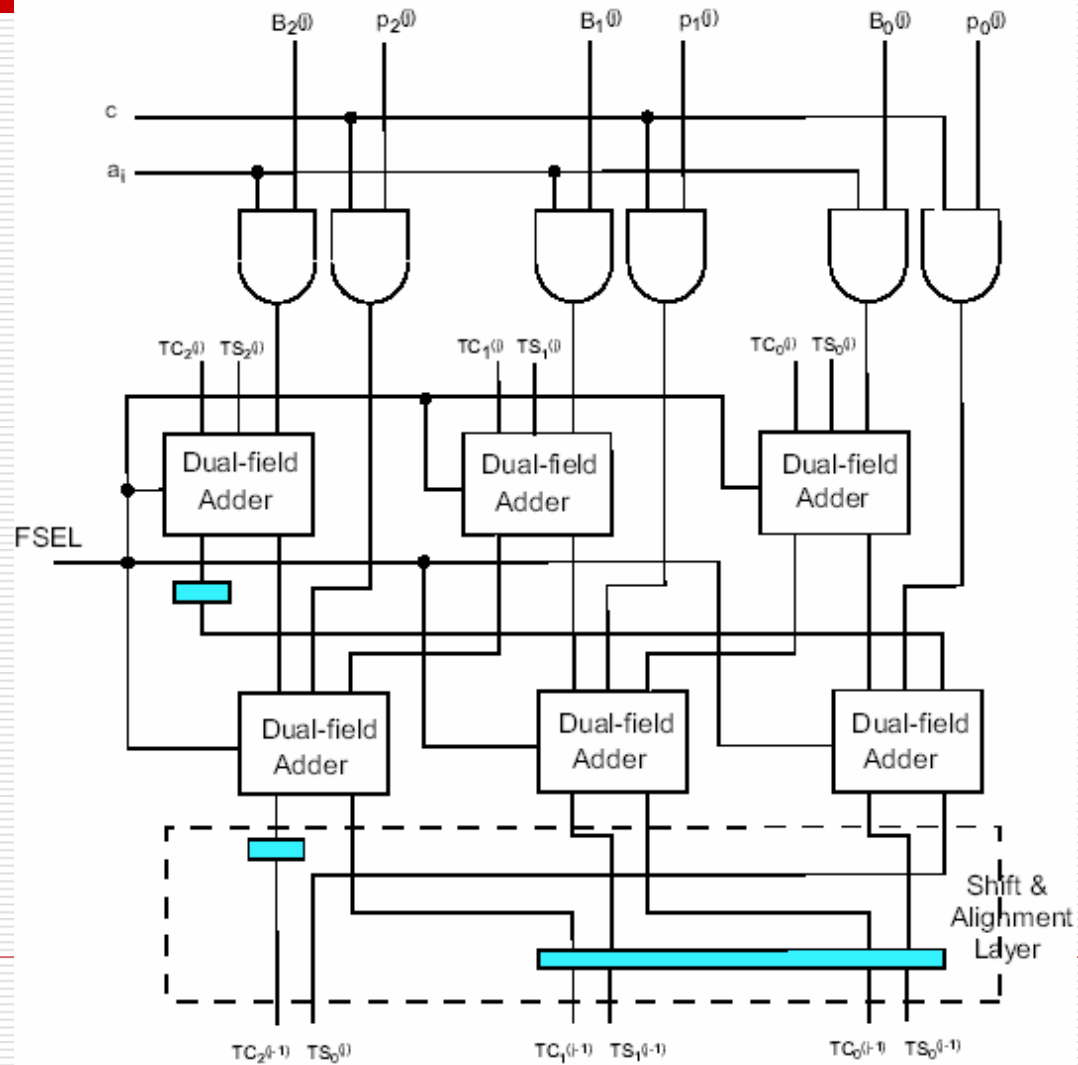 B₂⁽ʲ⁾ p₂⁽ʲ⁾ B₁⁽ʲ⁾ p₁⁽ʲ⁾ B₀⁽ʲ⁾ p₀⁽ʲ⁾
c
aᵢ
TC₂⁽ʲ⁾ TS₂⁽ʲ⁾ TC₁⁽ʲ⁾ TS₁⁽ʲ⁾ TC₀⁽ʲ⁾ TS₀⁽ʲ⁾
Dual-field Dual-field Dual-field
Adder Adder Adder
FSEL
Dual-field Dual-field Dual-field
Adder Adder Adder
Shift &
Alignment
Layer
TC₂⁽ʲ⁻¹⁾ TS₀⁽ʲ⁾ TC₁⁽ʲ⁻¹⁾ TS₁⁽ʲ⁻¹⁾ TC₀⁽ʲ⁻¹⁾ TS₀⁽ʲ⁻¹⁾